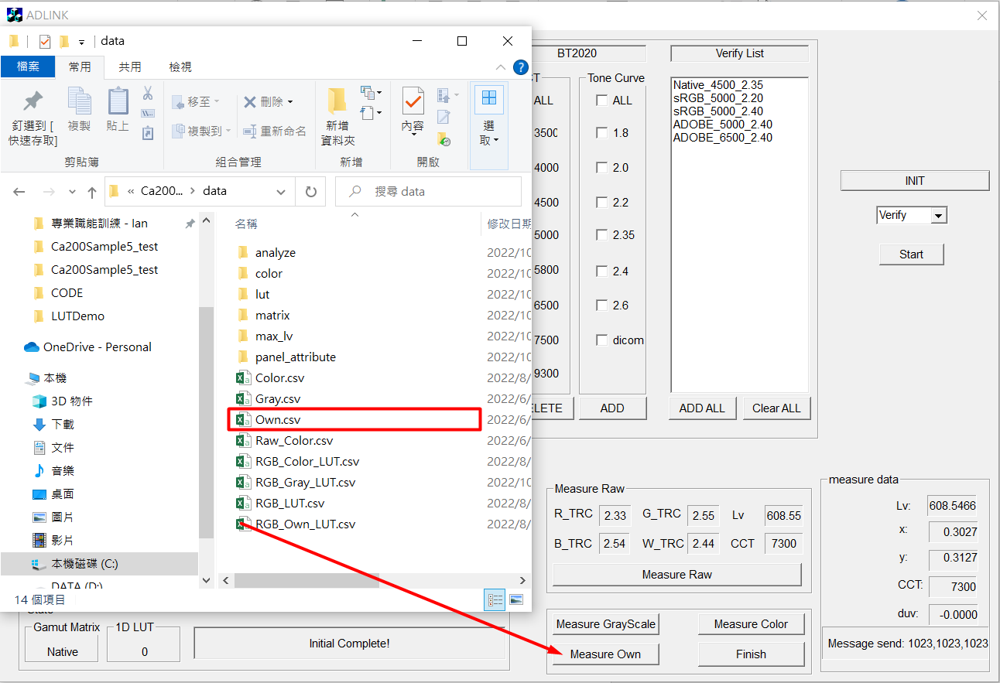 ADLINK
data
檔案
常用
共用
檢視
?
釘選到 [
快速存取]
複製
貼上
移至
複製到
刪除
重新命名
新增
資料夾
內容
選
取
剪貼簿
組合管理
新增
開啟
« Ca200... > data
搜尋 data
專業職能訓練 - Ian
Ca200Sample5_test
Ca200Sample5_test
CODE
LUTDemo
OneDrive - Personal
本機
3D 物件
下載
文件
音樂
桌面
圖片
影片
本機磁碟 (C:)
DATA (D:)
名稱
修改日期
analyze 2022/10
color 2022/10
lut 2022/10
matrix 2022/10
max_lv 2022/10
panel_attribute 2022/10
Color.csv 2022/8/
Gray.csv 2022/6/
Own.csv 2022/6/
Raw_Color.csv 2022/6/
RGB_Color_LUT.csv 2022/8/
RGB_Gray_LUT.csv 2022/10
RGB_LUT.csv 2022/8/
RGB_Own_LUT.csv 2022/8/
14 個項目
BT2020
Verify List
Tone Curve
ALL
3500
4000
4500
5000
5800
6500
7500
9300
ALL
1.8
2.0
2.2
2.35
2.4
2.6
dicom
Native_4500_2.35
sRGB_5000_2.20
sRGB_5000_2.40
ADOBE_5000_2.40
ADOBE_6500_2.40
ADD
ADD ALL
Clear ALL
INIT
Verify
Start
State
Gamut Matrix
Native
1D LUT
0
Initial Complete!
Measure Raw
R_TRC 2.33 G_TRC 2.55 Lv 608.55
B_TRC 2.54 W_TRC 2.44 CCT 7300
Measure Raw
Measure GrayScale
Measure Color
Measure Own
Finish
measure data
Lv: 608.5466
x: 0.3027
y: 0.3127
CCT: 7300
duv: -0.0000
Message send: 1023,1023,1023